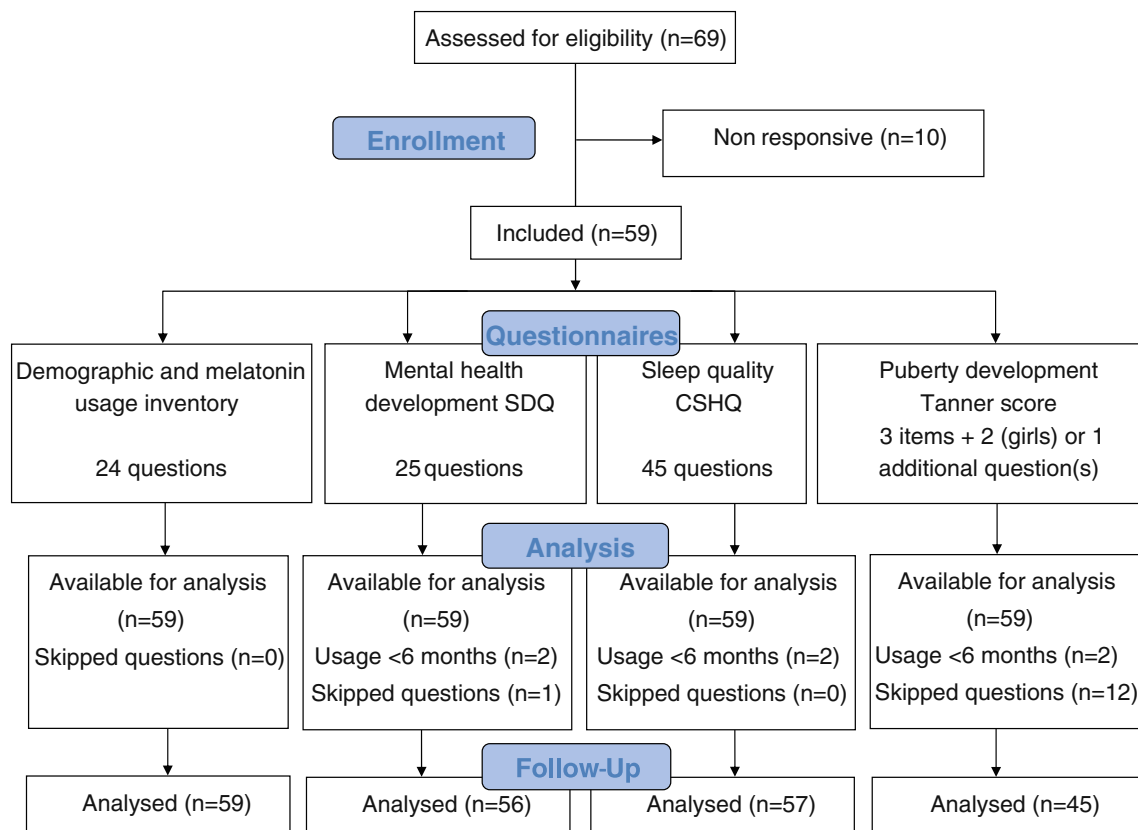 Assessed for eligibility (n=69)
Enrollment
Non responsive (n=10)
Included (n=59)
Questionnaires
Demographic and melatonin
usage inventory
24 questions
Mental health
development SDQ
25 questions
Sleep quality
CSHQ
45 questions
Puberty development
Tanner score
3 items + 2 (girls) or 1
additional question(s)
Analysis
Available for analysis
(n=59)
Skipped questions (n=0)
Available for analysis
(n=59)
Usage <6 months (n=2)
Skipped questions (n=1)
Available for analysis
(n=59)
Usage <6 months (n=2)
Skipped questions (n=0)
Available for analysis
(n=59)
Usage <6 months (n=2)
Skipped questions (n=12)
Follow-Up
Analysed (n=59)
Analysed (n=56)
Analysed (n=57)
Analysed (n=45)